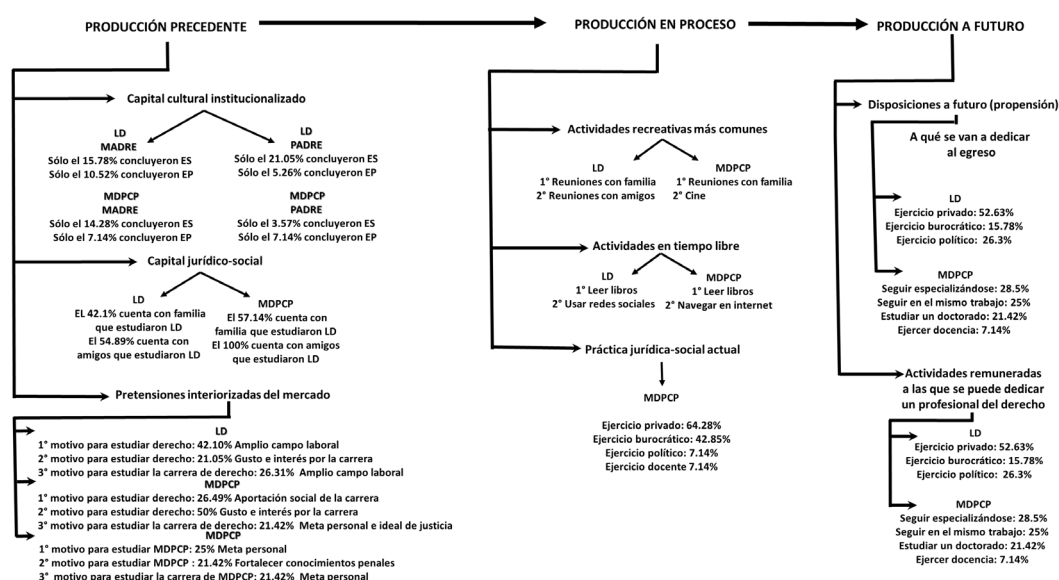 PRODUCCIÓN PRECEDENTE
Capital cultural institucionalizado
LD
MADRE
Sólo el 15.78% concluyeron ES
Sólo el 10.52% concluyeron EP
LD
PADRE
Sólo el 21.05% concluyeron ES
Sólo el 5.26% concluyeron EP
MDPCP
MADRE
Sólo el 14.28% concluyeron ES
Sólo el 7.14% concluyeron EP
MDPCP
PADRE
Sólo el 3.57% concluyeron ES
Sólo el 7.14% concluyeron EP
Capital jurídico-social
LD
EL 42.1% cuenta con familia
que estudiaron LD
El 54.89% cuenta con
amigos que estudiaron LD
MDPCP
El 57.14% cuenta con
familia que estudiaron LD
El 100% cuenta con amigos
que estudiaron LD
Pretensiones interiorizadas del mercado
LD
1° motivo para estudiar derecho: 42.10% Amplio campo laboral
2° motivo para estudiar derecho: 21.05% Gusto e interés por la carrera
3° motivo para estudiar la carrera de derecho: 26.31% Amplio campo laboral
MDPCP
1° motivo para estudiar derecho: 26.49% Aportación social de la carrera
2° motivo para estudiar derecho: 50% Gusto e interés por la carrera
3° motivo para estudiar la carrera de derecho: 21.42% Meta personal e ideal de justicia
MDPCP
1° motivo para estudiar MDPCP: 25% Meta personal
2° motivo para estudiar MDPCP : 21.42% Fortalecer conocimientos penales
3° motivo para estudiar la carrera de MDPCP: 21.42% Meta personal
PRODUCCIÓN EN PROCESO
Actividades recreativas más comunes
LD
1° Reuniones con familia
2° Reuniones con amigos
MDPCP
1° Reuniones con familia
2° Cine
Actividades en tiempo libre
LD
1° Leer libros
2° Usar redes sociales
MDPCP
1° Leer libros
2° Navegar en internet
Práctica jurídica-social actual
MDPCP
Ejercicio privado: 64.28%
Ejercicio burocrático: 42.85%
Ejercicio político: 7.14%
Ejercicio docente 7.14%
PRODUCCIÓN A FUTURO
Disposiciones a futuro (propensión)
A qué se van a dedicar
al egreso
LD
Ejercicio privado: 52.63%
Ejercicio burocrático: 15.78%
Ejercicio político: 26.3%
MDPCP
Seguir especializándose: 28.5%
Seguir en el mismo trabajo: 25%
Estudiar un doctorado: 21.42%
Ejercer docencia: 7.14%
Actividades remuneradas
a las que se puede dedicar
un profesional del derecho
LD
Ejercicio privado: 52.63%
Ejercicio burocrático: 15.78%
Ejercicio político: 26.3%
MDPCP
Seguir especializándose: 28.5%
Seguir en el mismo trabajo: 25%
Estudiar un doctorado: 21.42%
Ejercer docencia: 7.14%